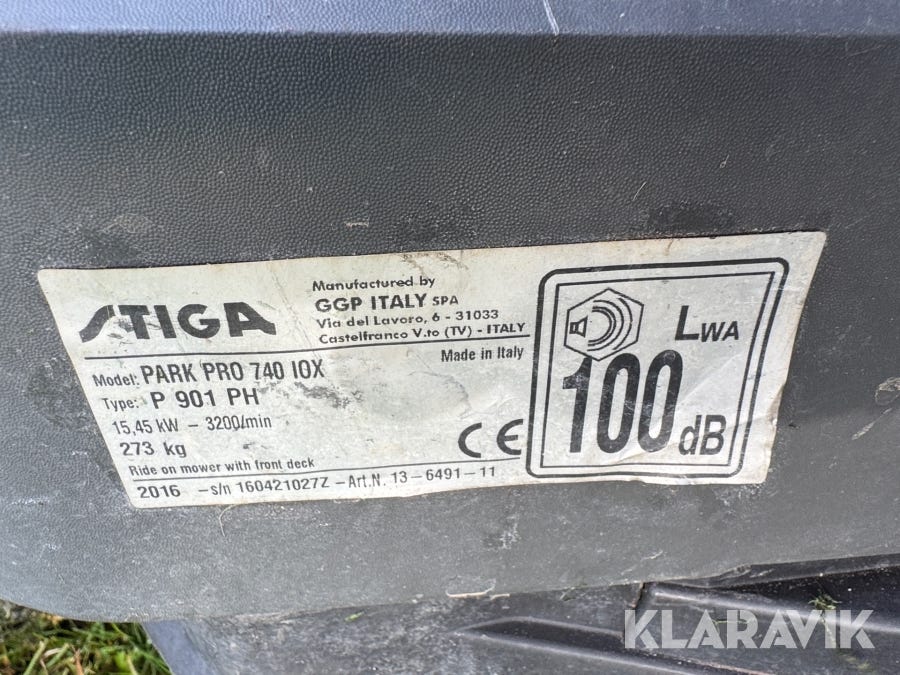 STIGA
Manufactured by
GGP ITALY SPA
Via del Lavoro, 6 - 31033
Castelfranco V.to (TV) - ITALY
Made in Italy
Model: PARK PRO 740 IOX
Type: P 901 PH
15,45 kW - 3200/min
273 kg
CE
Ride on mower with front deck
2016 -s/n 160421027Z -Art.N. 13-6491-11
LWA
100 dB
KLARAVIK